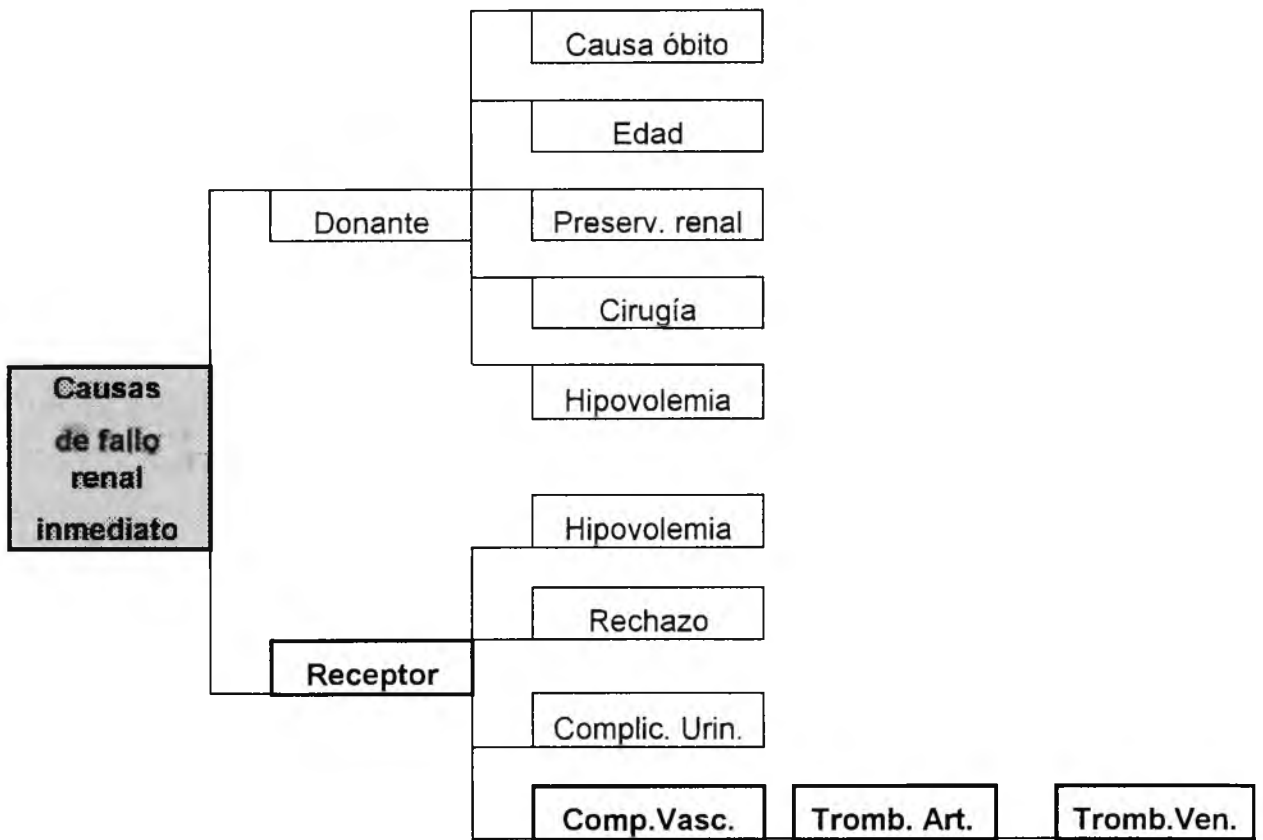 Causa óbito
Edad
Donante
Preserv. renal
Cirugía
Hipovolemia
Causas
de fallo
renal
inmediato
Hipovolemia
Rechazo
Receptor
Complic. Urin.
Comp.Vasc.
Tromb. Art.
Tromb.Ven.